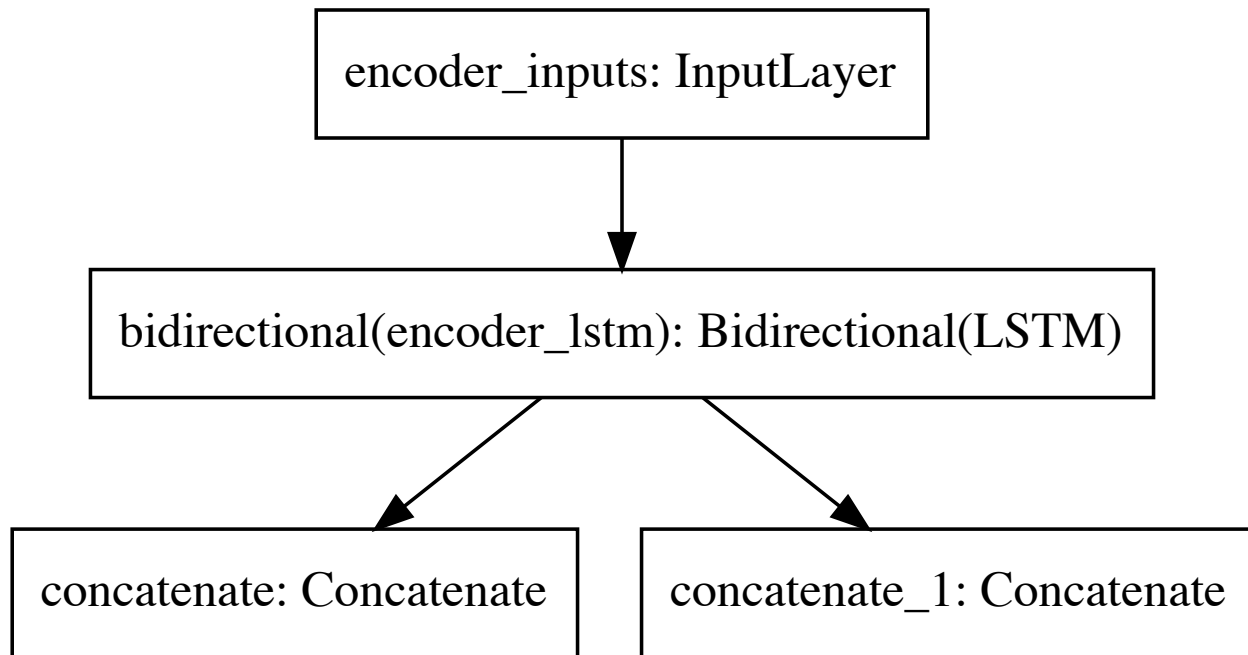 encoder_inputs: InputLayer
bidirectional(encoder_lstm): Bidirectional(LSTM)
concatenate: Concatenate
concatenate_1: Concatenate